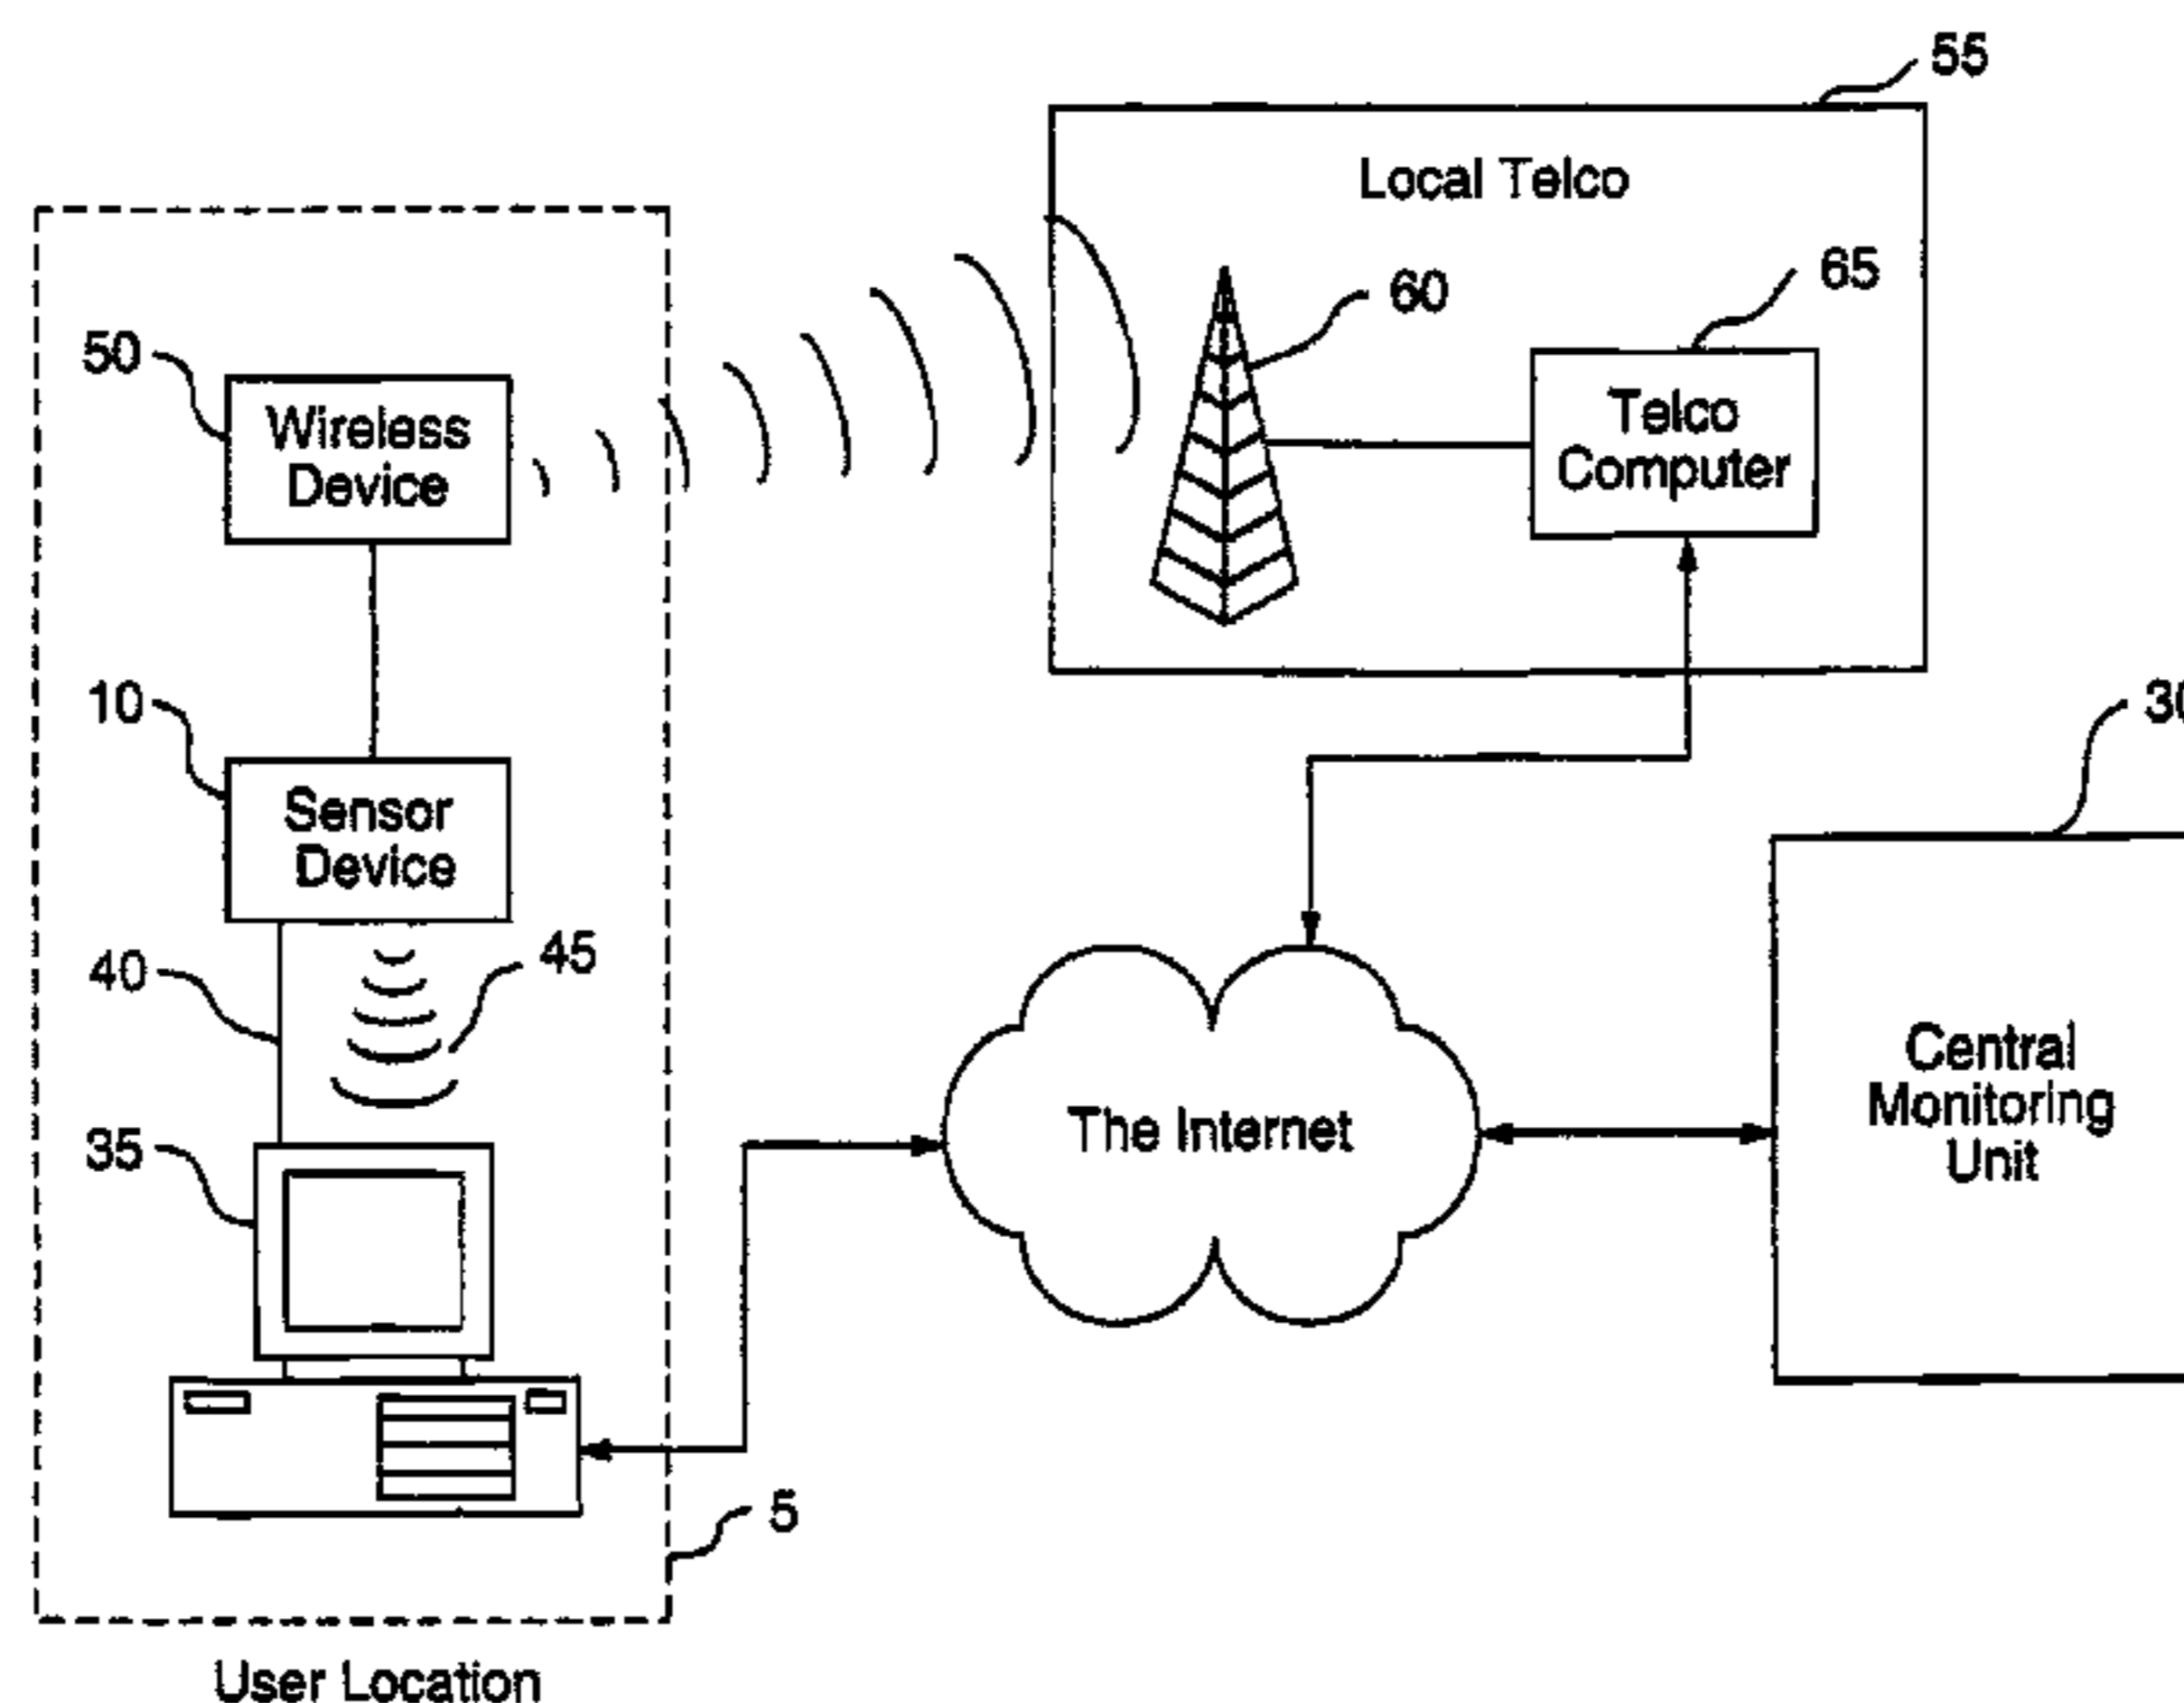 55
Local Telco
60
65
Telco
Computer
50
Wireless
Device
10
Sensor
Device
40
45
35
The Internet
Central
Monitoring
Unit
5
User Location